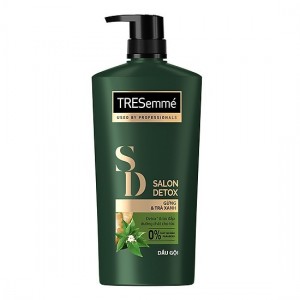 TRESemmé
USED BY PROFESSIONALS
SD
SALON
DETOX
GỪNG
& TRÀ XANH
0%
DẦU GỘI